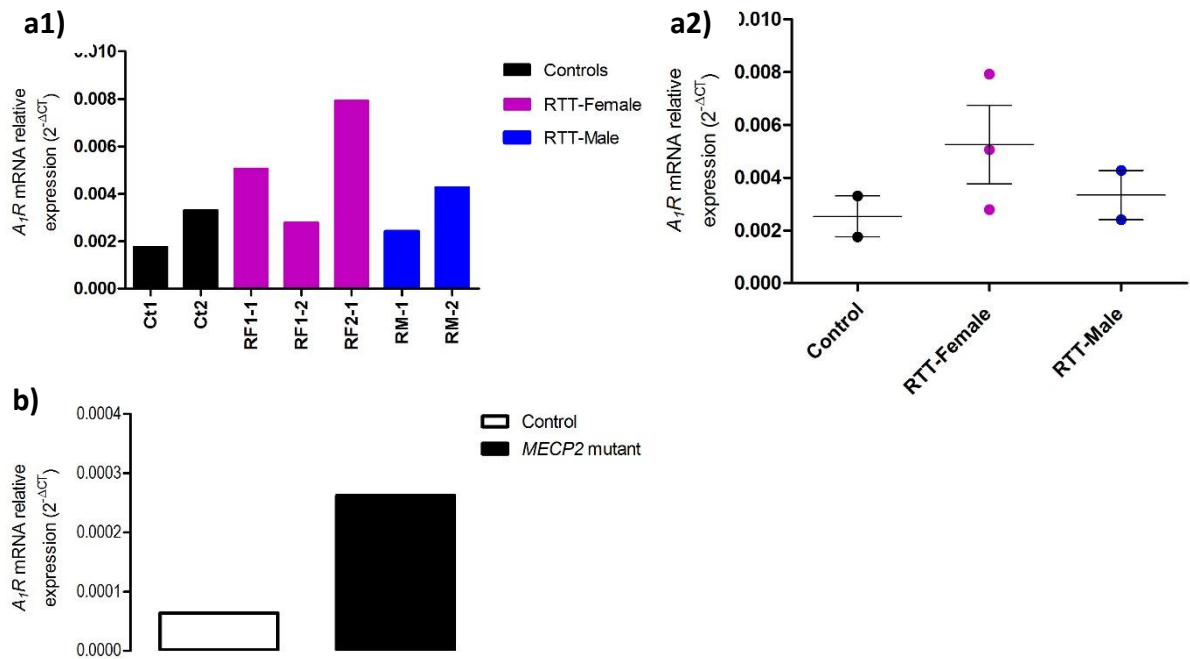 a1)
0.010
0.008
0.006
0.004
0.002
0.000
A1R mRNA relative
expression (2-ΔCT)
Ct1
Ct2
RF1-1
RF1-2
RF2-1
RM-1
RM-2
Controls
RTT-Female
RTT-Male
a2)
0.010
0.008
0.006
0.004
0.002
0.000
A1R mRNA relative
expression (2-ΔCT)
Control
RTT-Female
RTT-Male
b)
0.0004
0.0003
0.0002
0.0001
0.0000
A1R mRNA relative
expression (2-ΔCT)
Control
MECP2 mutant